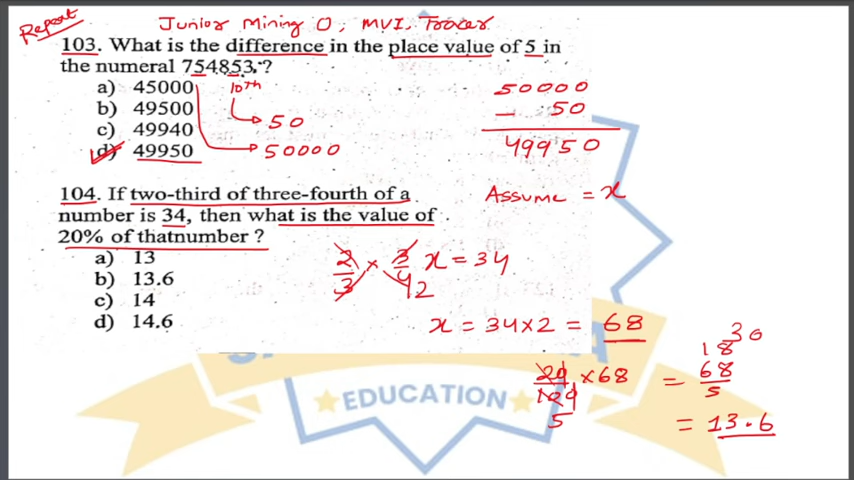 Repeat
Junior Mining O, MVI. Tracer
103. What is the difference in the place value of 5 in
the numeral 754853.?
a) 45000
b) 49500
c) 49940
d) 49950
10th
50
50000
50000
- 50
49950
104. If two-third of three-fourth of a
number is 34, then what is the value of
20% of thatnumber ?
a) 13
b) 13.6
c) 14
d) 14.6
Assume = x
2/3 × 3/4 x = 34
2
x = 34×2 = 68
20/100 × 68
5
18 30
= 68/5
= 13.6
EDUCATION